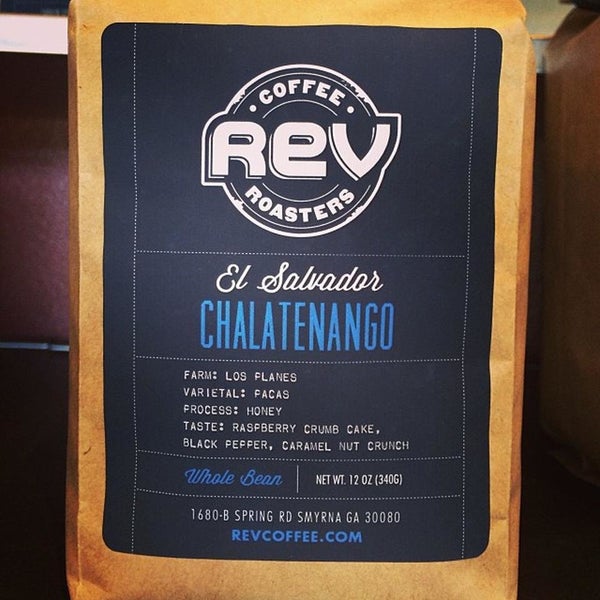 • COFFEE •
Rev
ROASTERS
El Salvador
CHALATENANGO
FARM: LOS PLANES
VARIETAL: PACAS
PROCESS: HONEY
TASTE: RASPBERRY CRUMB CAKE,
BLACK PEPPER, CARAMEL NUT CRUNCH
Whole Bean | NET WT. 12 OZ (340G)
1680-B SPRING RD SMYRNA GA 30080
REVCOFFEE.COM